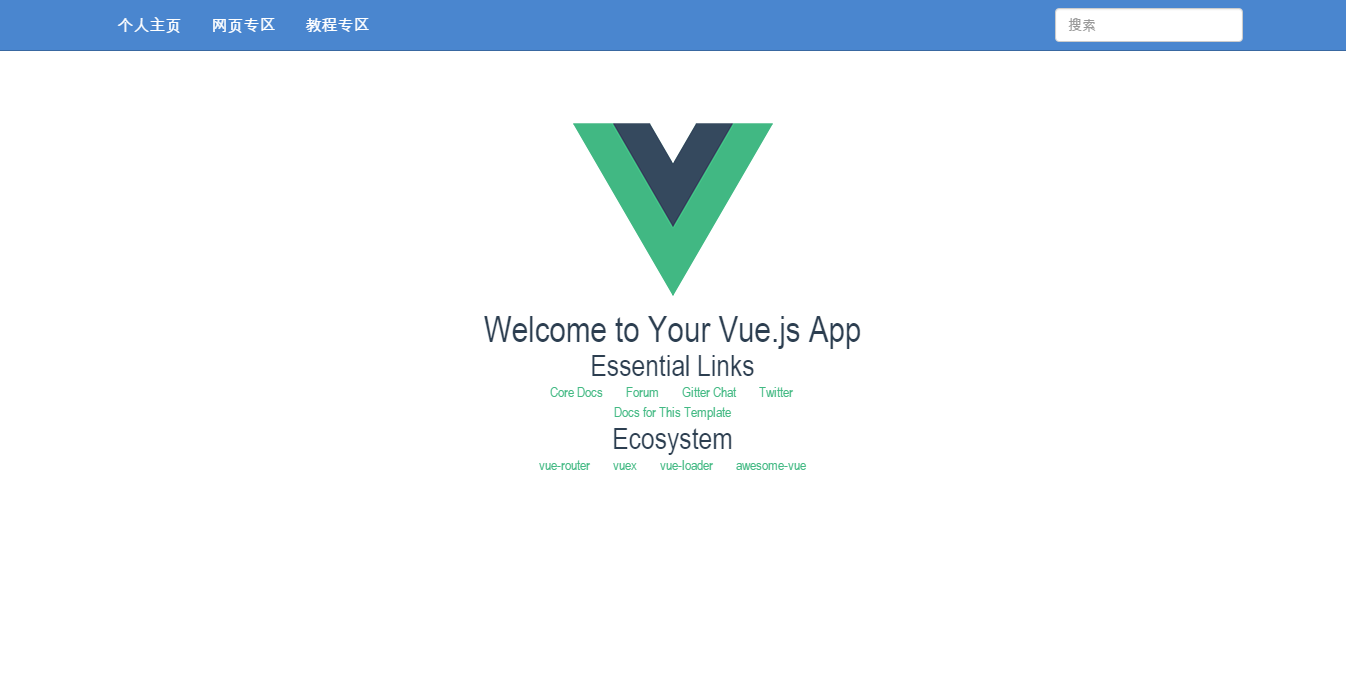 个人主页 网页专区 教程专区 搜索
Welcome to Your Vue.js App
Essential Links
Core Docs Forum Gitter Chat Twitter
Docs for This Template
Ecosystem
vue-router vuex vue-loader awesome-vue